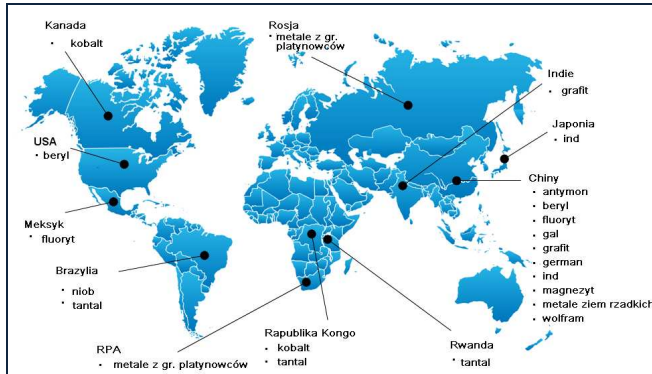 Kanada
• kobalt
Rosja
• metale z gr.
platynowców
Indie
• grafit
Japonia
• ind
USA
• beryl
Chiny
• antymon
• beryl
• fluoryt
• gal
• grafit
• german
• ind
• magnezyt
• metale ziem rzadkich
• wolfram
Meksyk
• fluoryt
Brazylia
• niob
• tantal
RPA
• metale z gr. platynowców
Rapublika Kongo
• kobalt
• tantal
Rwanda
• tantal